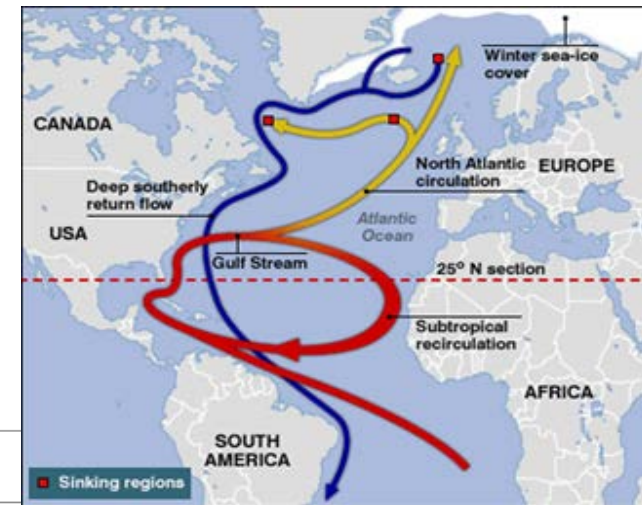 Winter sea-ice
cover
CANADA
North Atlantic
circulation
EUROPE
Deep southerly
return flow
Atlantic
Ocean
USA
Gulf Stream
25° N section
Subtropical
recirculation
AFRICA
SOUTH
AMERICA
Sinking regions